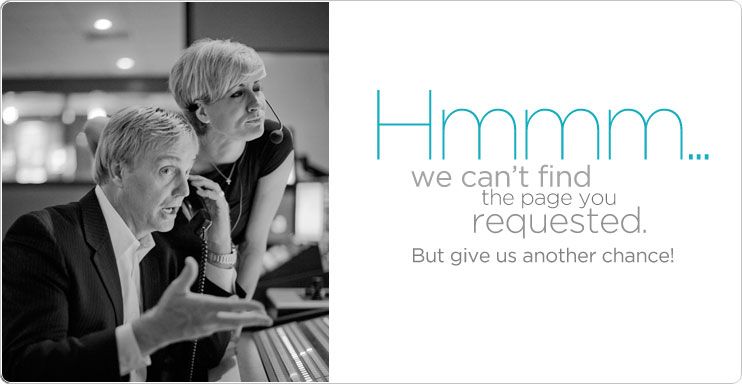 Hmmm...
we can't find
the page you
requested.
But give us another chance!